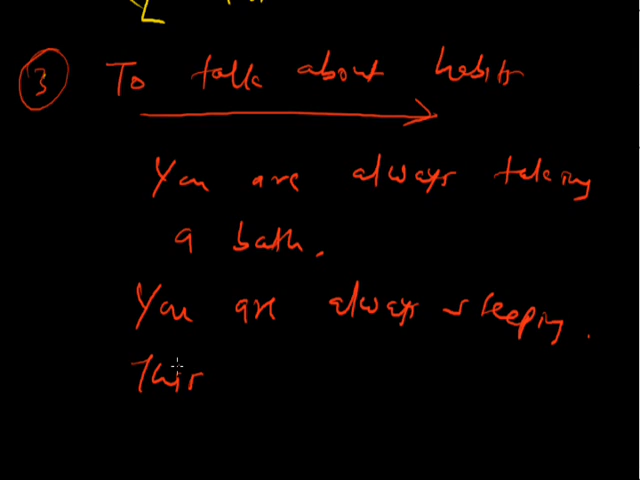 3 To talk about habits
You are always taking
a bath.
You are always sleeping.
This